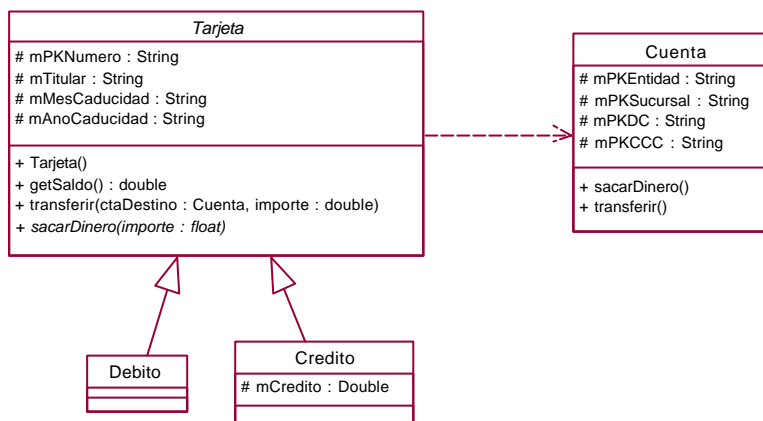 Tarjeta
# mPKNumero : String
# mTitular : String
# mMesCaducidad : String
# mAnoCaducidad : String
+ Tarjeta()
+ getSaldo() : double
+ transferir(ctaDestino : Cuenta, importe : double)
+ sacarDinero(importe : float)
Cuenta
# mPKEntidad : String
# mPKSucursal : String
# mPKDC : String
# mPKCCC : String
+ sacarDinero()
+ transferir()
Debito
Credito
# mCredito : Double